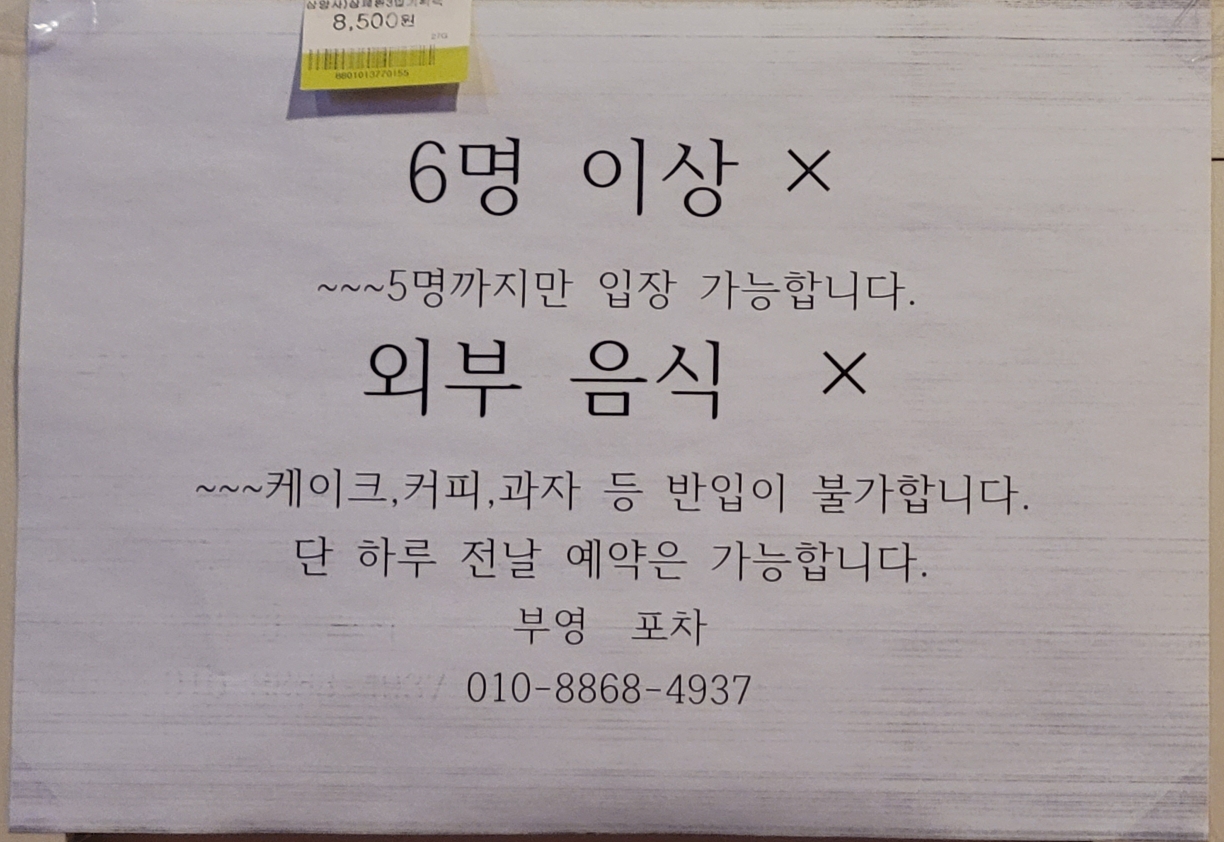 8,500원
8801013770155
6명 이상 ×
~~~5명까지만 입장 가능합니다.
외부 음식 ×
~~~케이크,커피,과자 등 반입이 불가합니다.
단 하루 전날 예약은 가능합니다.
부영 포차
010-8868-4937